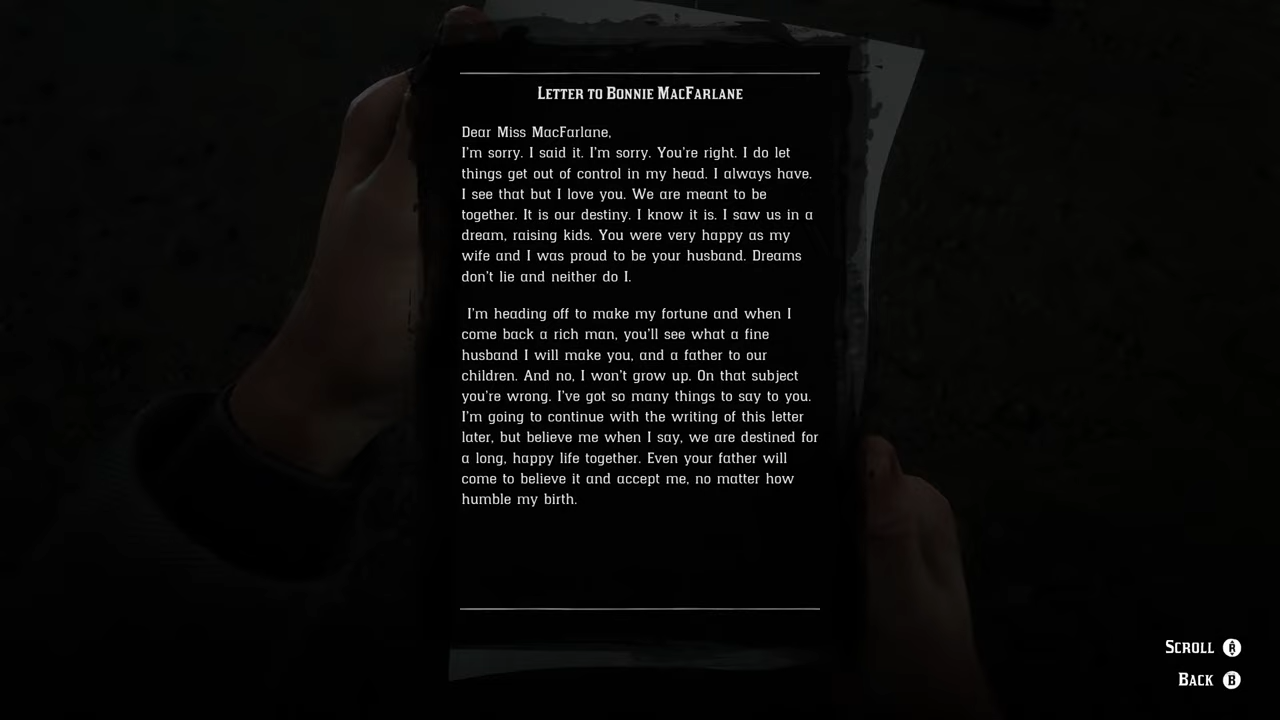 LETTER TO BONNIE MACFARLANE
Dear Miss MacFarlane,
I'm sorry. I said it. I'm sorry. You're right. I do let
things get out of control in my head. I always have.
I see that but I love you. We are meant to be
together. It is our destiny. I know it is. I saw us in a
dream, raising kids. You were very happy as my
wife and I was proud to be your husband. Dreams
don't lie and neither do I.
I'm heading off to make my fortune and when I
come back a rich man, you'll see what a fine
husband I will make you, and a father to our
children. And no, I won't grow up. On that subject
you're wrong. I've got so many things to say to you.
I'm going to continue with the writing of this letter
later, but believe me when I say, we are destined for
a long, happy life together. Even your father will
come to believe it and accept me, no matter how
humble my birth.
SCROLL R
BACK B